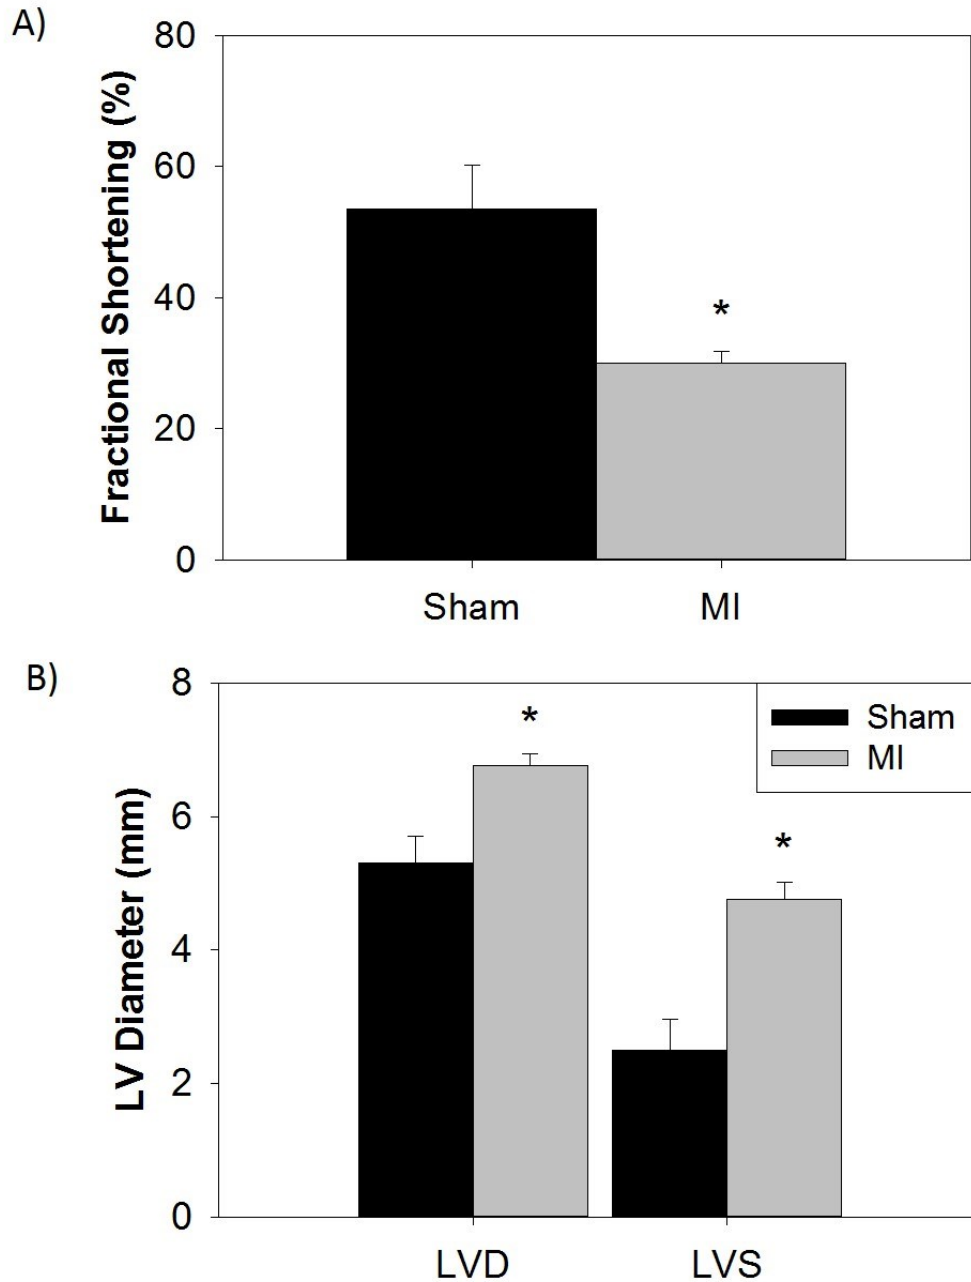 A)
Fractional Shortening (%)
80
60
40
20
0
*
Sham MI
B)
LV Diameter (mm)
8
6
4
2
0
*
*
Sham
MI
LVD LVS